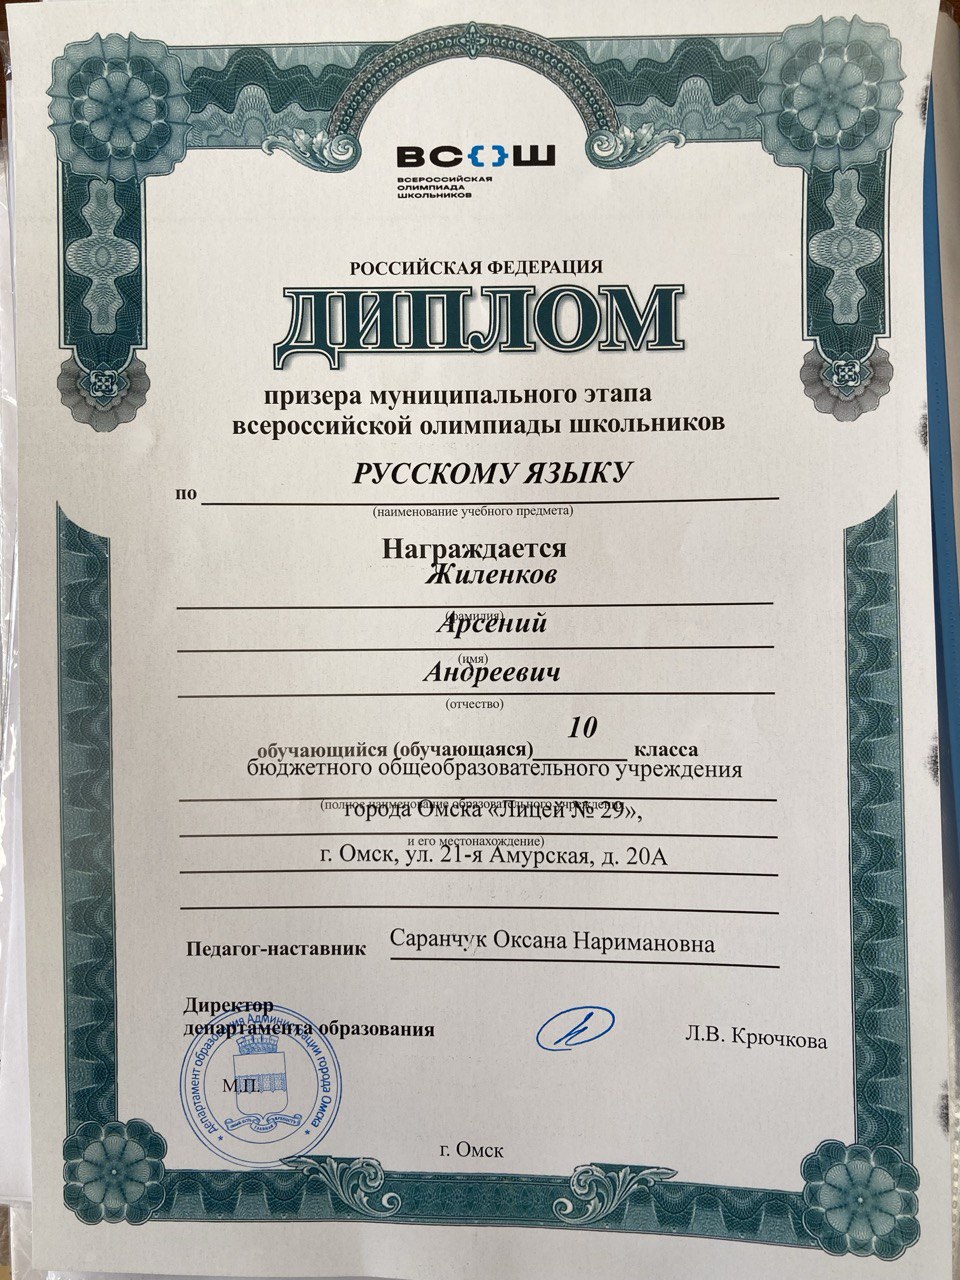 ВСОШ
ВСЕРОССИЙСКАЯ
ОЛИМПИАДА
ШКОЛЬНИКОВ
РОССИЙСКАЯ ФЕДЕРАЦИЯ
ДИПЛОМ
призера муниципального этапа
всероссийской олимпиады школьников
РУССКОМУ ЯЗЫКУ
по
(наименование учебного предмета)
Награждается
Жиленков
(фамилия)
Арсений
(имя)
Андреевич
(отчество)
10
обучающийся (обучающаяся) класса
бюджетного общеобразовательного учреждения
(полное наименование образовательного учреждения
города Омска «Лицей № 29»,
и его местонахождение)
г. Омск, ул. 21-я Амурская, д. 20А
Педагог-наставник Саранчук Оксана Наримановна
Директор
департамента образования Л.В. Крючкова
департамент образования Администрации города Омска
М.П.
г. Омск